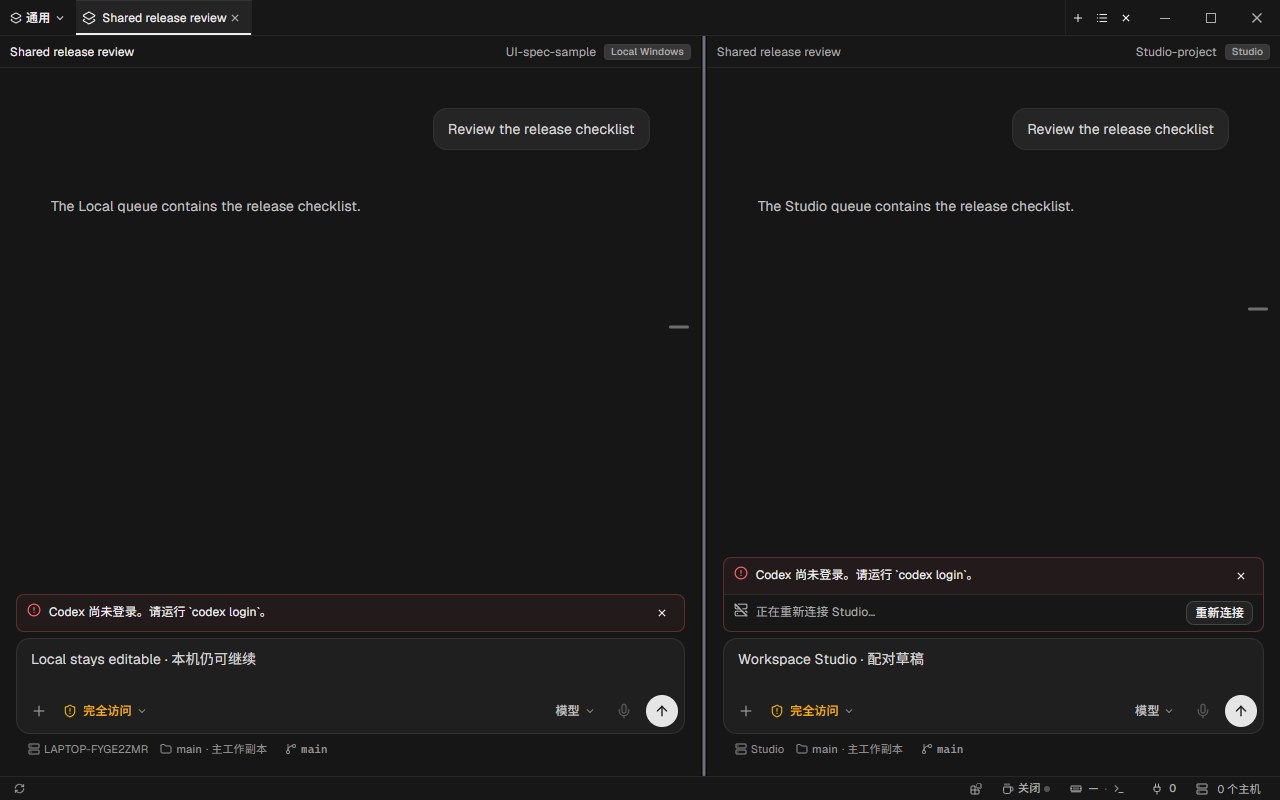 通用
Shared release review
Shared release review
UI-spec-sample
Local Windows
Review the release checklist
The Local queue contains the release checklist.
Codex 尚未登录。请运行 `codex login`。
Local stays editable · 本机仍可继续
完全访问
模型
LAPTOP-FYGE2ZMR
main · 主工作副本
main
Shared release review
Studio-project
Studio
Review the release checklist
The Studio queue contains the release checklist.
Codex 尚未登录。请运行 `codex login`。
正在重新连接 Studio…
重新连接
Workspace Studio · 配对草稿
完全访问
模型
Studio
main · 主工作副本
main
关闭
— ·
0
0 个主机